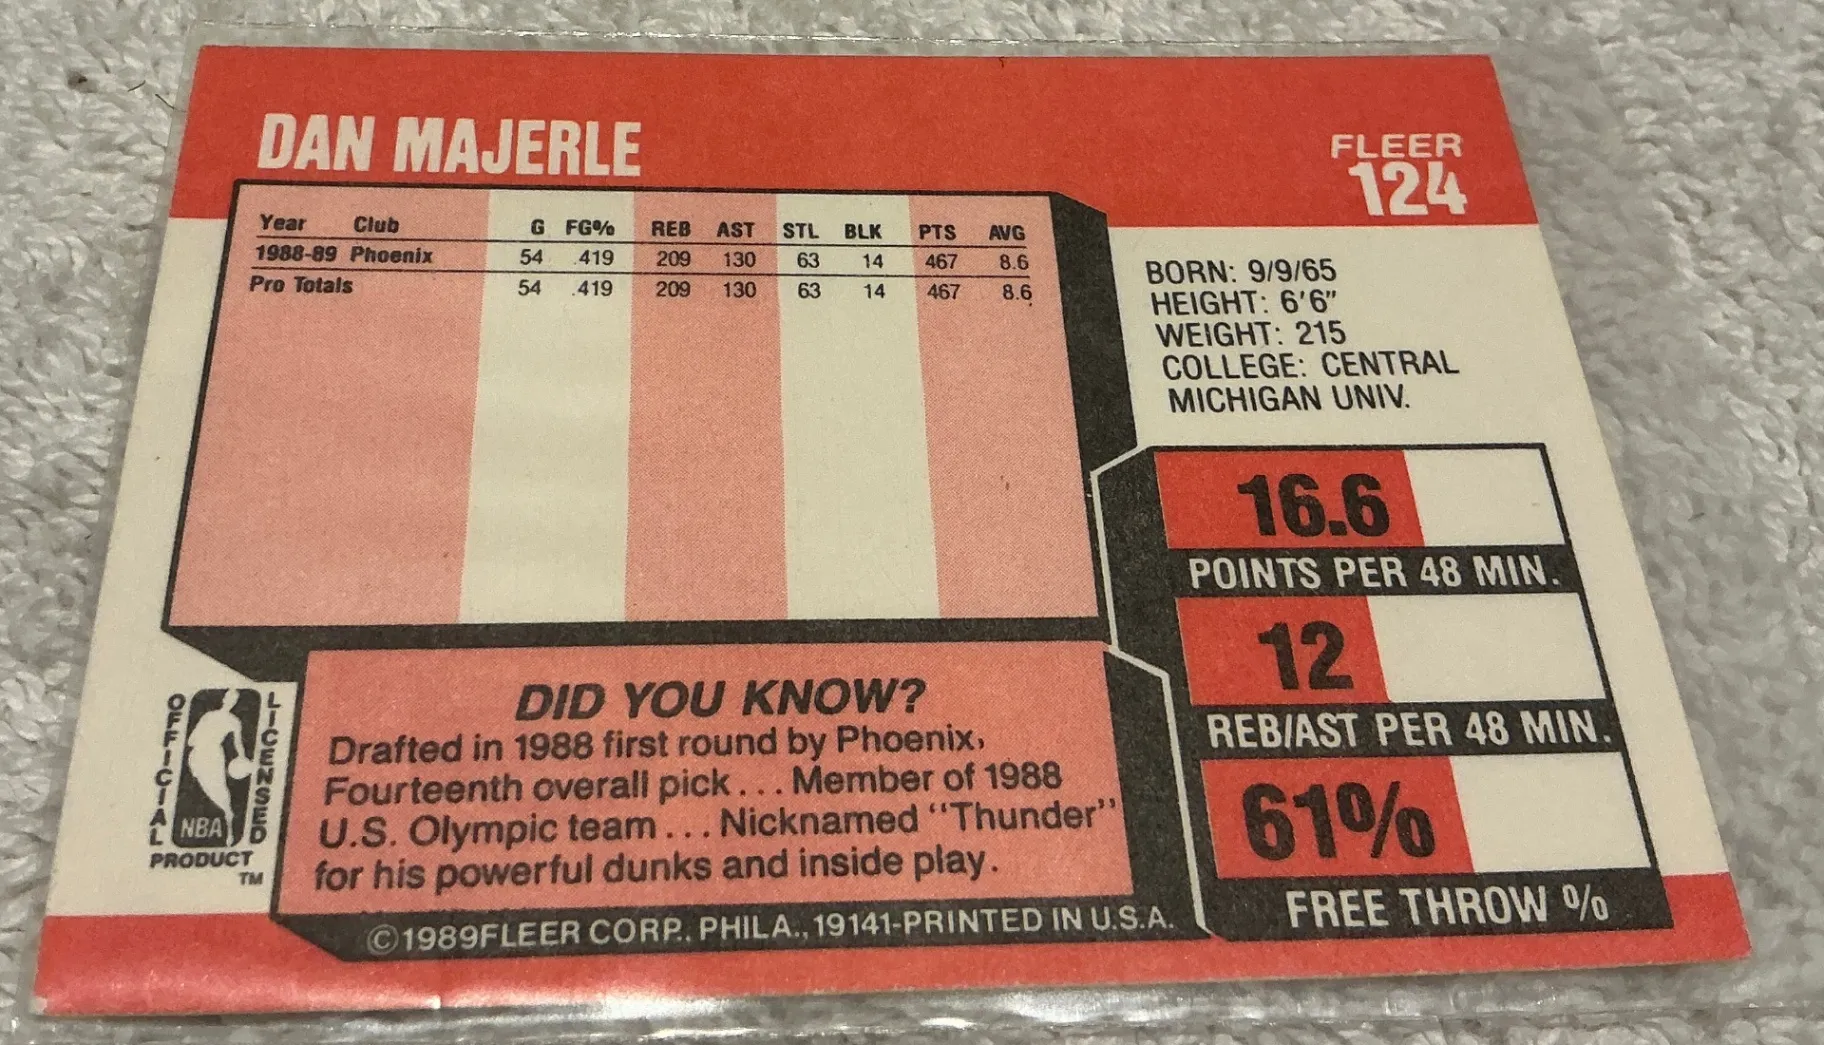 DAN MAJERLE
FLEER
124
Year Club G FG% REB AST STL BLK PTS AVG
1988-89 Phoenix 54 .419 209 130 63 14 467 8.6
Pro Totals 54 .419 209 130 63 14 467 8.6
BORN: 9/9/65
HEIGHT: 6'6"
WEIGHT: 215
COLLEGE: CENTRAL
MICHIGAN UNIV.
16.6
POINTS PER 48 MIN.
12
REB/AST PER 48 MIN.
61%
FREE THROW %
DID YOU KNOW?
Drafted in 1988 first round by Phoenix,
Fourteenth overall pick... Member of 1988
U.S. Olympic team... Nicknamed "Thunder"
for his powerful dunks and inside play.
OFFICIAL
LICENSED
NBA
PRODUCT
TM
©1989FLEER CORP., PHILA., 19141-PRINTED IN U.S.A.